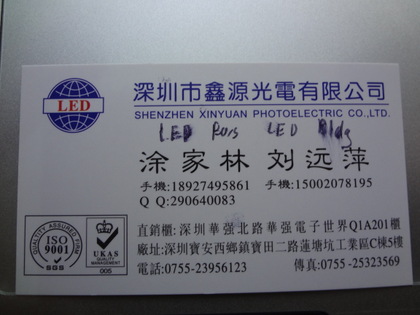 LED
深圳市鑫源光電有限公司
SHENZHEN XINYUAN PHOTOELECTRIC CO.,LTD.
LED LED Bldg
涂家林 刘远萍
手機:18927495861 手機:15002078195
Q Q:290640083
直銷櫃:深圳華强北路華强電子世界Q1A201櫃
廠址:深圳寶安西鄉鎮寶田二路蓮塘坑工業區C棟5樓
電話:0755-23956123 傳真:0755-25323569
QUALITY ASSURED FIRM
ISO 9001
SGS
UKAS
QUALITY
MANAGEMENT
005